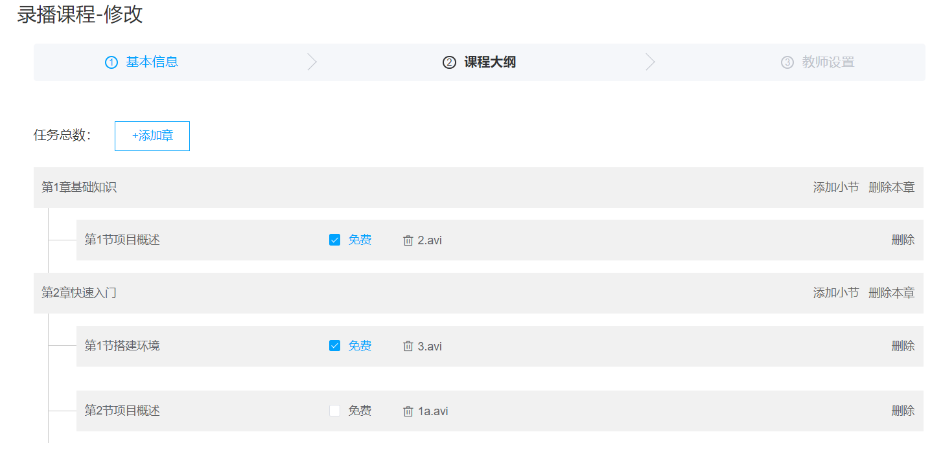 录播课程-修改
① 基本信息 ② 课程大纲 ③ 教师设置
任务总数： +添加章
第1章基础知识 添加小节 删除本章
第1节项目概述 免费 2.avi 删除
第2章快速入门 添加小节 删除本章
第1节搭建环境 免费 3.avi 删除
第2节项目概述 免费 1a.avi 删除